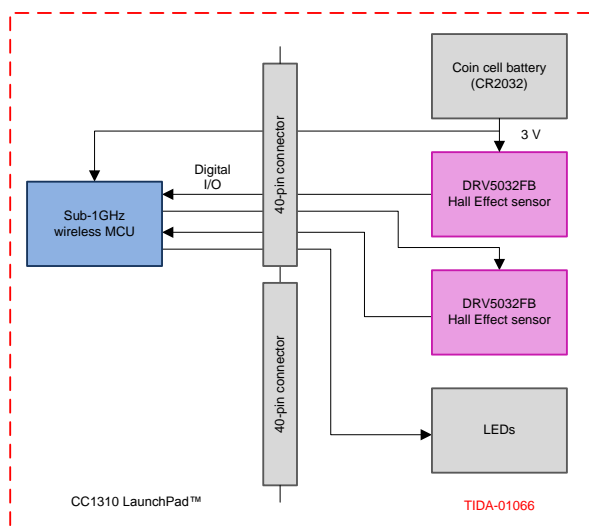 Coin cell battery
(CR2032)
3 V
40-pin connector
Digital
I/O
DRV5032FB
Hall Effect sensor
Sub-1GHz
wireless MCU
DRV5032FB
Hall Effect sensor
40-pin connector
LEDs
CC1310 LaunchPad™
TIDA-01066